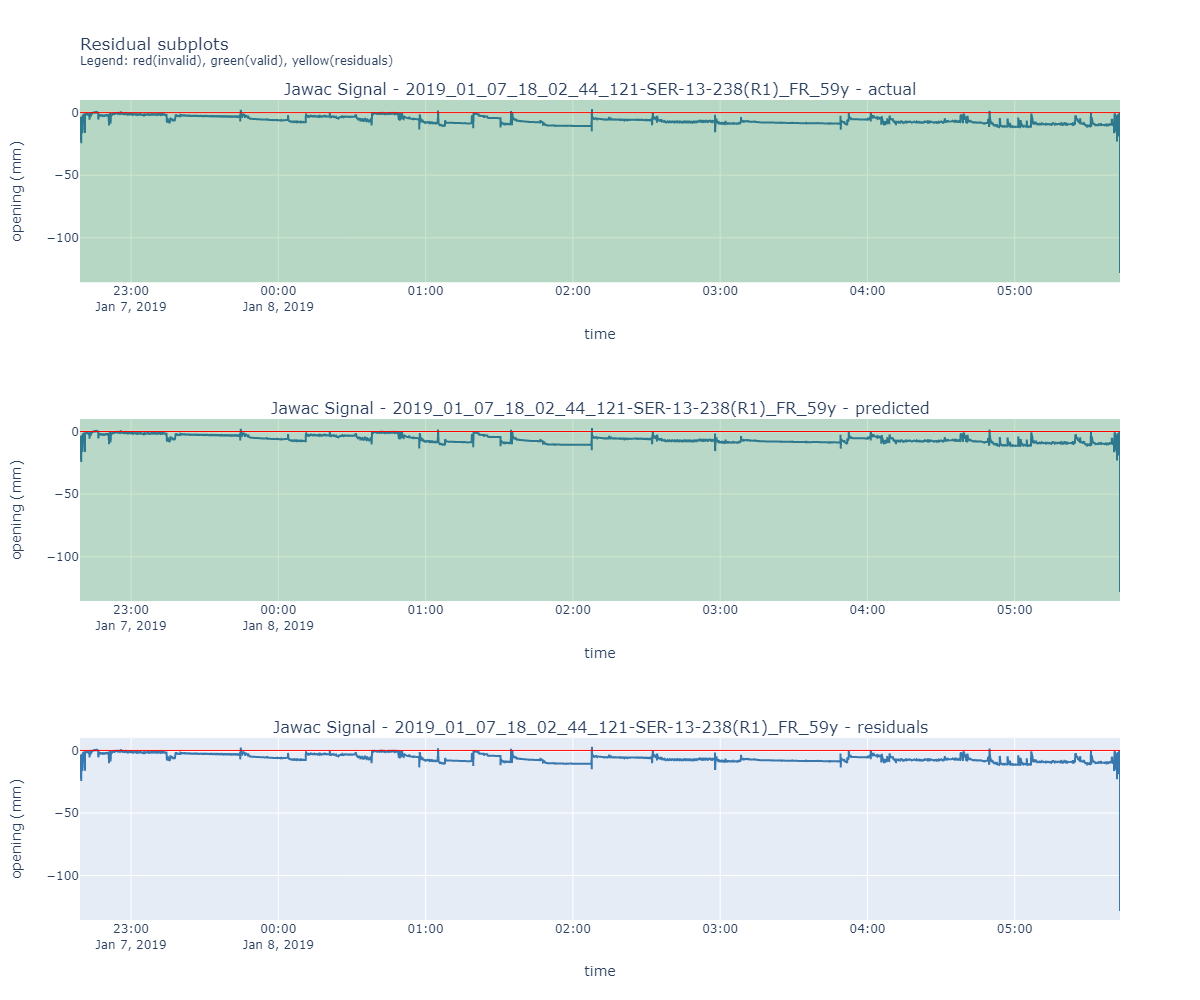 Residual subplots
Legend: red(invalid), green(valid), yellow(residuals)
Jawac Signal - 2019_01_07_18_02_44_121-SER-13-238(R1)_FR_59y - actual
0
−50
−100
opening (mm)
23:00 00:00 01:00 02:00 03:00 04:00 05:00
Jan 7, 2019 Jan 8, 2019
time
Jawac Signal - 2019_01_07_18_02_44_121-SER-13-238(R1)_FR_59y - predicted
0
−50
−100
opening (mm)
23:00 00:00 01:00 02:00 03:00 04:00 05:00
Jan 7, 2019 Jan 8, 2019
time
Jawac Signal - 2019_01_07_18_02_44_121-SER-13-238(R1)_FR_59y - residuals
0
−50
−100
opening (mm)
23:00 00:00 01:00 02:00 03:00 04:00 05:00
Jan 7, 2019 Jan 8, 2019
time